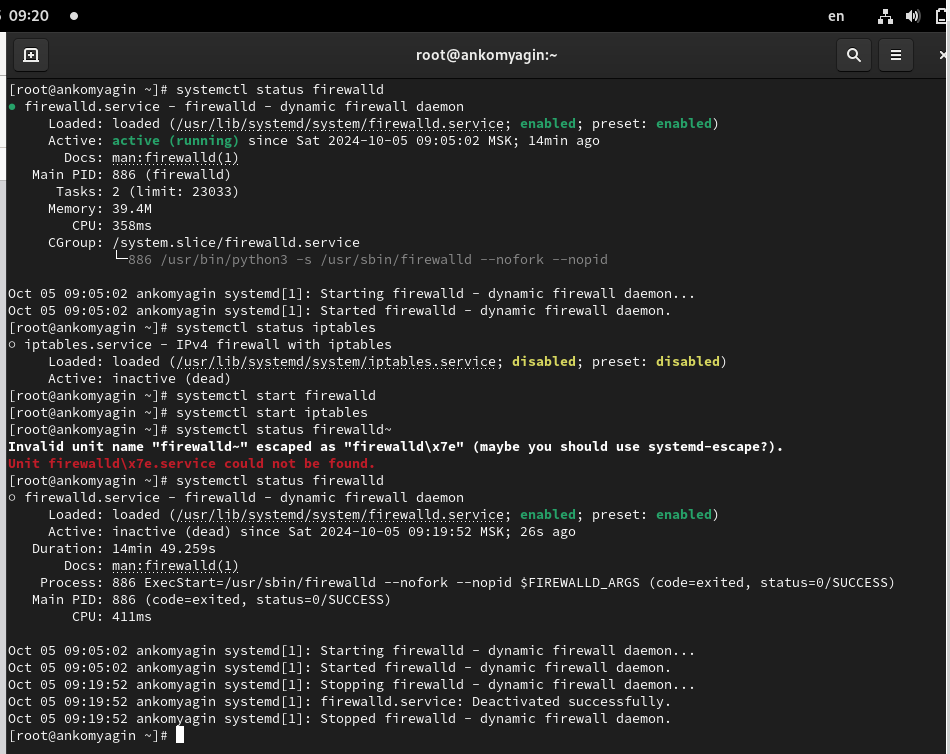 09:20 en
root@ankomyagin:~
[root@ankomyagin ~]# systemctl status firewalld
● firewalld.service - firewalld - dynamic firewall daemon
Loaded: loaded (/usr/lib/systemd/system/firewalld.service; enabled; preset: enabled)
Active: active (running) since Sat 2024-10-05 09:05:02 MSK; 14min ago
Docs: man:firewalld(1)
Main PID: 886 (firewalld)
Tasks: 2 (limit: 23033)
Memory: 39.4M
CPU: 358ms
CGroup: /system.slice/firewalld.service
└─886 /usr/bin/python3 -s /usr/sbin/firewalld --nofork --nopid
Oct 05 09:05:02 ankomyagin systemd[1]: Starting firewalld - dynamic firewall daemon...
Oct 05 09:05:02 ankomyagin systemd[1]: Started firewalld - dynamic firewall daemon.
[root@ankomyagin ~]# systemctl status iptables
○ iptables.service - IPv4 firewall with iptables
Loaded: loaded (/usr/lib/systemd/system/iptables.service; disabled; preset: disabled)
Active: inactive (dead)
[root@ankomyagin ~]# systemctl start firewalld
[root@ankomyagin ~]# systemctl start iptables
[root@ankomyagin ~]# systemctl status firewalld~
Invalid unit name "firewalld~" escaped as "firewalld\x7e" (maybe you should use systemd-escape?).
Unit firewalld\x7e.service could not be found.
[root@ankomyagin ~]# systemctl status firewalld
○ firewalld.service - firewalld - dynamic firewall daemon
Loaded: loaded (/usr/lib/systemd/system/firewalld.service; enabled; preset: enabled)
Active: inactive (dead) since Sat 2024-10-05 09:19:52 MSK; 26s ago
Duration: 14min 49.259s
Docs: man:firewalld(1)
Process: 886 ExecStart=/usr/sbin/firewalld --nofork --nopid $FIREWALLD_ARGS (code=exited, status=0/SUCCESS)
Main PID: 886 (code=exited, status=0/SUCCESS)
CPU: 411ms
Oct 05 09:05:02 ankomyagin systemd[1]: Starting firewalld - dynamic firewall daemon...
Oct 05 09:05:02 ankomyagin systemd[1]: Started firewalld - dynamic firewall daemon.
Oct 05 09:19:52 ankomyagin systemd[1]: Stopping firewalld - dynamic firewall daemon...
Oct 05 09:19:52 ankomyagin systemd[1]: firewalld.service: Deactivated successfully.
Oct 05 09:19:52 ankomyagin systemd[1]: Stopped firewalld - dynamic firewall daemon.
[root@ankomyagin ~]#